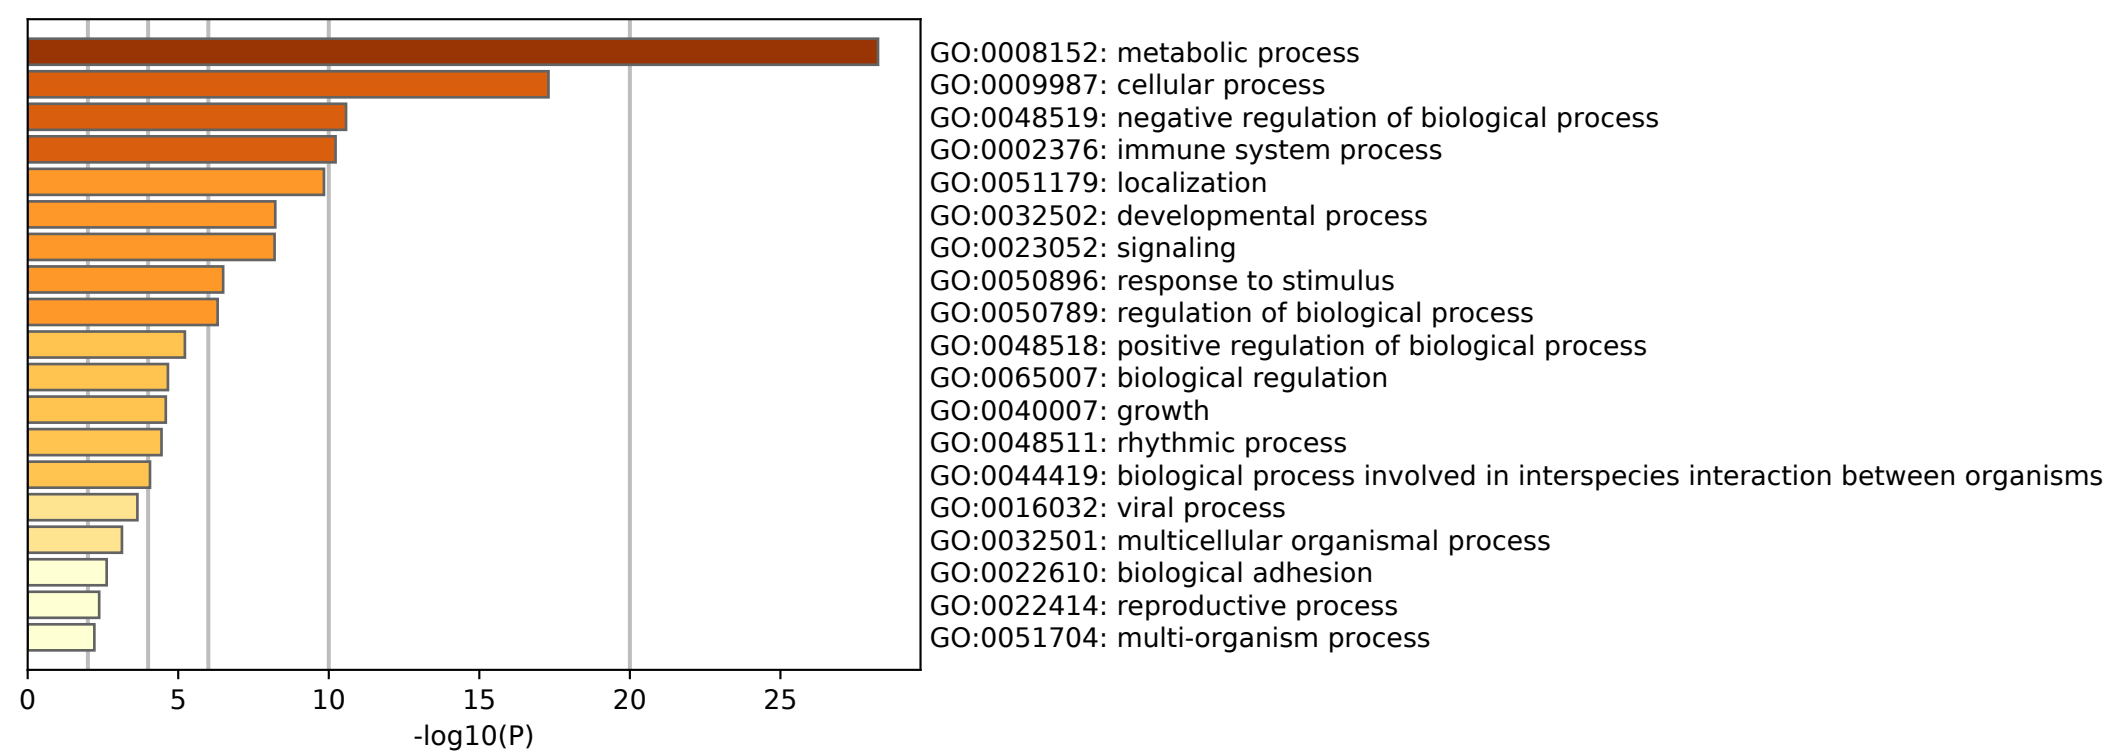 GO:0008152: metabolic process
GO:0009987: cellular process
GO:0048519: negative regulation of biological process
GO:0002376: immune system process
GO:0051179: localization
GO:0032502: developmental process
GO:0023052: signaling
GO:0050896: response to stimulus
GO:0050789: regulation of biological process
GO:0048518: positive regulation of biological process
GO:0065007: biological regulation
GO:0040007: growth
GO:0048511: rhythmic process
GO:0044419: biological process involved in interspecies interaction between organisms
GO:0016032: viral process
GO:0032501: multicellular organismal process
GO:0022610: biological adhesion
GO:0022414: reproductive process
GO:0051704: multi-organism process
0 5 10 15 20 25
-log10(P)